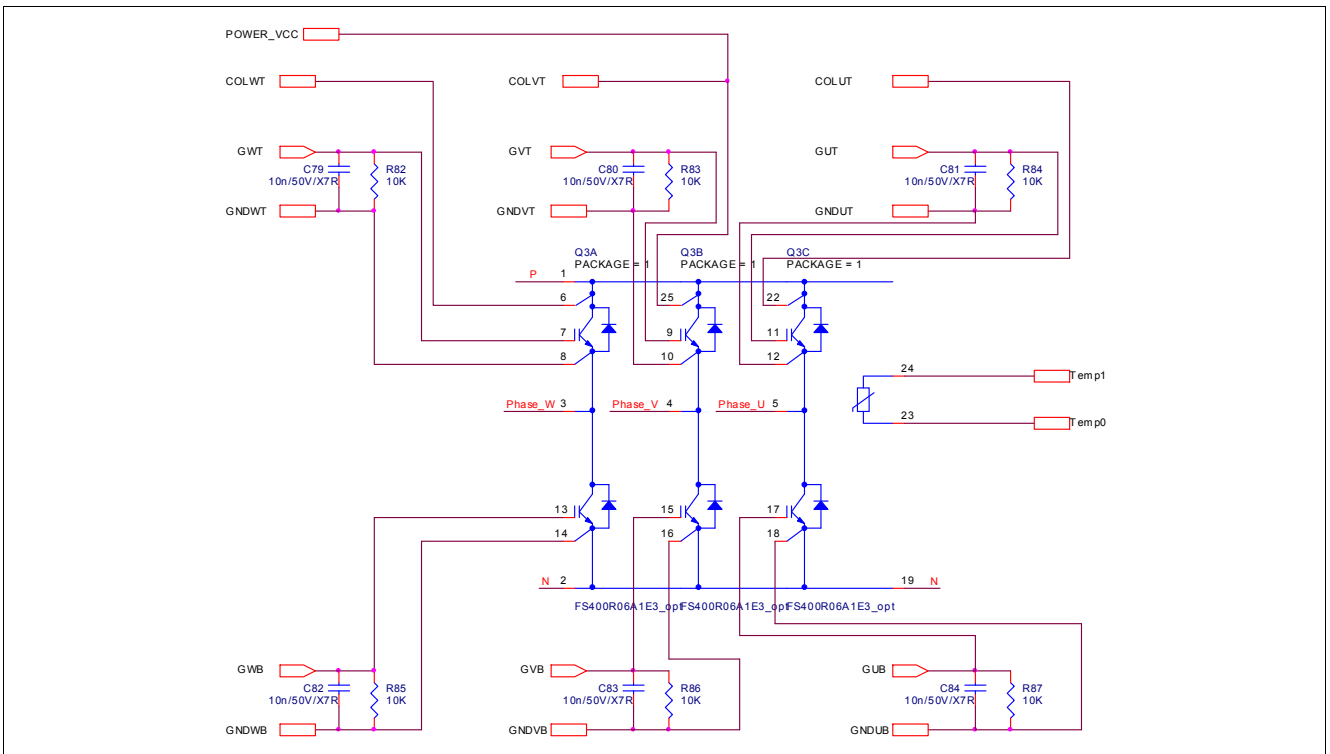 POWER_VCC
COLWT
COLVT
COLUT
GWT
GVT
GUT
C79
10n/50V/X7R
R82
10K
C80
10n/50V/X7R
R83
10K
C81
10n/50V/X7R
R84
10K
GNDWT
GNDVT
GNDUT
Q3A
PACKAGE = 1
Q3B
PACKAGE = 1
Q3C
PACKAGE = 1
P 1
6
25
22
7
9
11
8
10
12
24
Temp1
Phase_W 3
Phase_V 4
Phase_U 5
23
Temp0
13
15
17
14
16
18
N 2
19 N
FS400R06A1E3_opt
FS400R06A1E3_opt
FS400R06A1E3_opt
GWB
GVB
GUB
C82
10n/50V/X7R
R85
10K
C83
10n/50V/X7R
R86
10K
C84
10n/50V/X7R
R87
10K
GNDWB
GNDVB
GNDUB